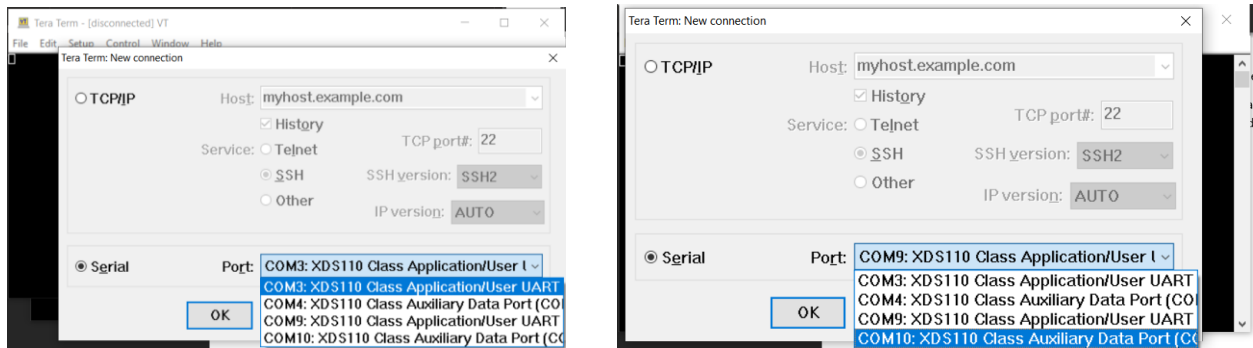 Tera Term - [disconnected] VT
File Edit Setup Control Window Help
Tera Term: New connection
TCP/IP
Host: myhost.example.com
History
Service: Telnet
TCP port#: 22
SSH
SSH version: SSH2
Other
IP version: AUTO
Serial
Port: COM3: XDS110 Class Application/User U
COM3: XDS110 Class Application/User UART
COM4: XDS110 Class Auxiliary Data Port (COM
COM9: XDS110 Class Application/User UART
COM10: XDS110 Class Auxiliary Data Port (CO
OK
Tera Term: New connection
TCP/IP
Host: myhost.example.com
History
Service: Telnet
TCP port#: 22
SSH
SSH version: SSH2
Other
IP version: AUTO
Serial
Port: COM9: XDS110 Class Application/User U
COM3: XDS110 Class Application/User UART
COM4: XDS110 Class Auxiliary Data Port (COM
COM9: XDS110 Class Application/User UART
COM10: XDS110 Class Auxiliary Data Port (CO
OK